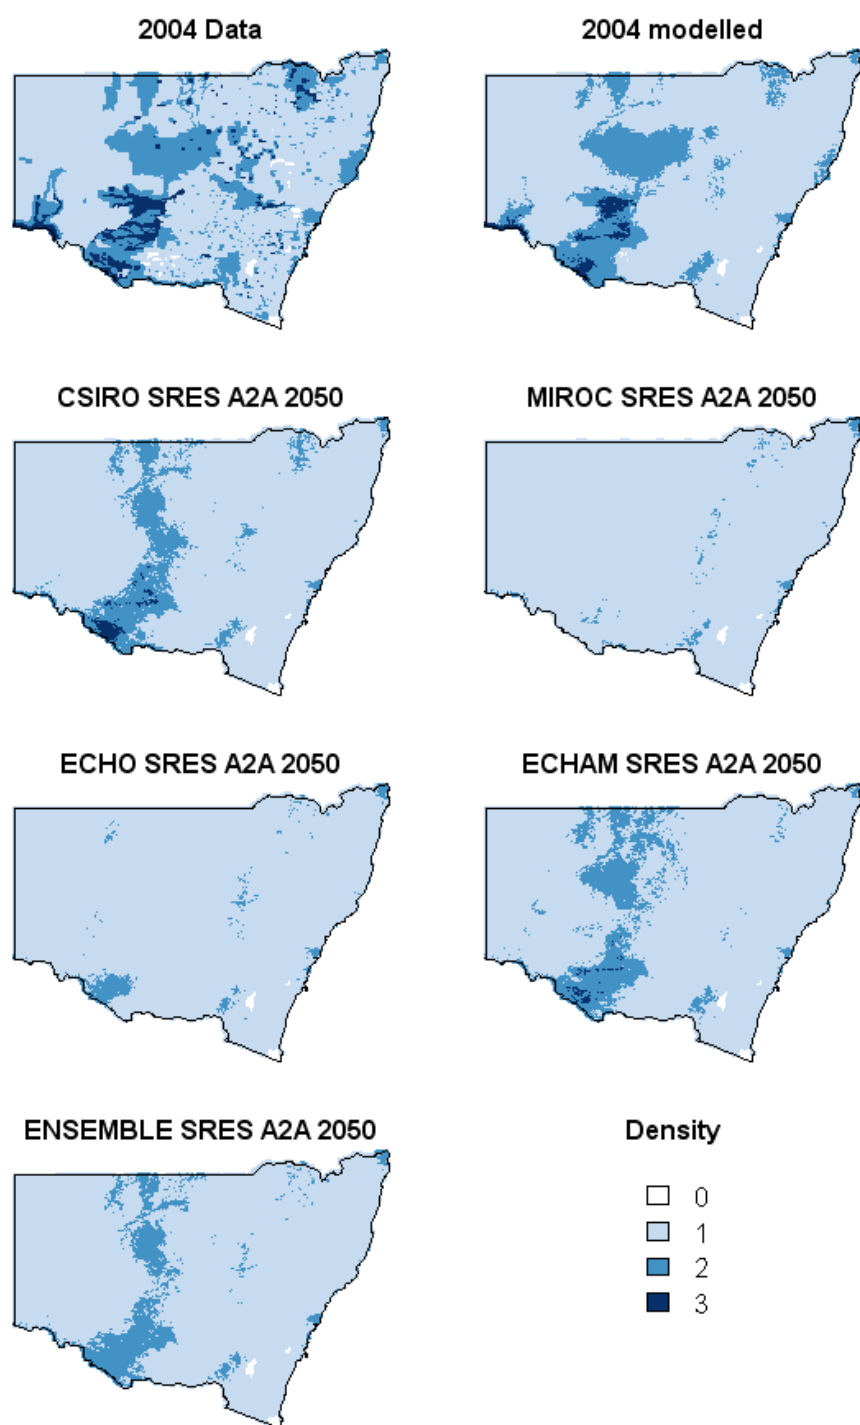 2004 Data
2004 modelled
CSIRO SRES A2A 2050
MIROC SRES A2A 2050
ECHO SRES A2A 2050
ECHAM SRES A2A 2050
ENSEMBLE SRES A2A 2050
Density
0
1
2
3